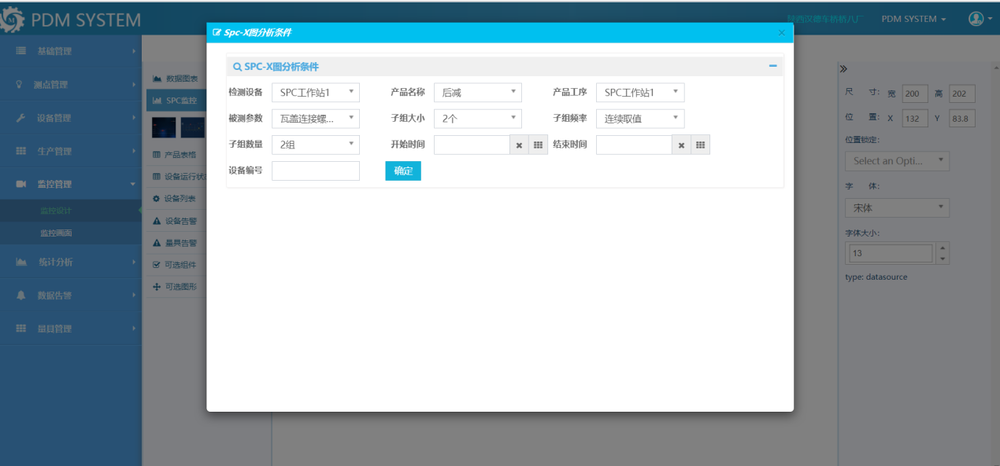 PDM SYSTEM
PDM SYSTEM
基础管理
测点管理
设备管理
生产管理
监控管理
监控设计
监控画面
统计分析
数据告警
量具管理
数据图表
SPC监控
产品表格
设备运行状
设备列表
设备告警
量具告警
可选组件
可选图形
Spc-X图分析条件
SPC-X图分析条件
检测设备 SPC工作站1 产品名称 后减 产品工序 SPC工作站1
被测参数 瓦盖连接螺... 子组大小 2个 子组频率 连续取值
子组数量 2组 开始时间 结束时间
设备编号 确定
尺 寸: 宽 200 高 202
位 置: X 132 Y 83.8
位置锁定:
Select an Opti...
字 体:
宋体
字体大小:
13
type: datasource